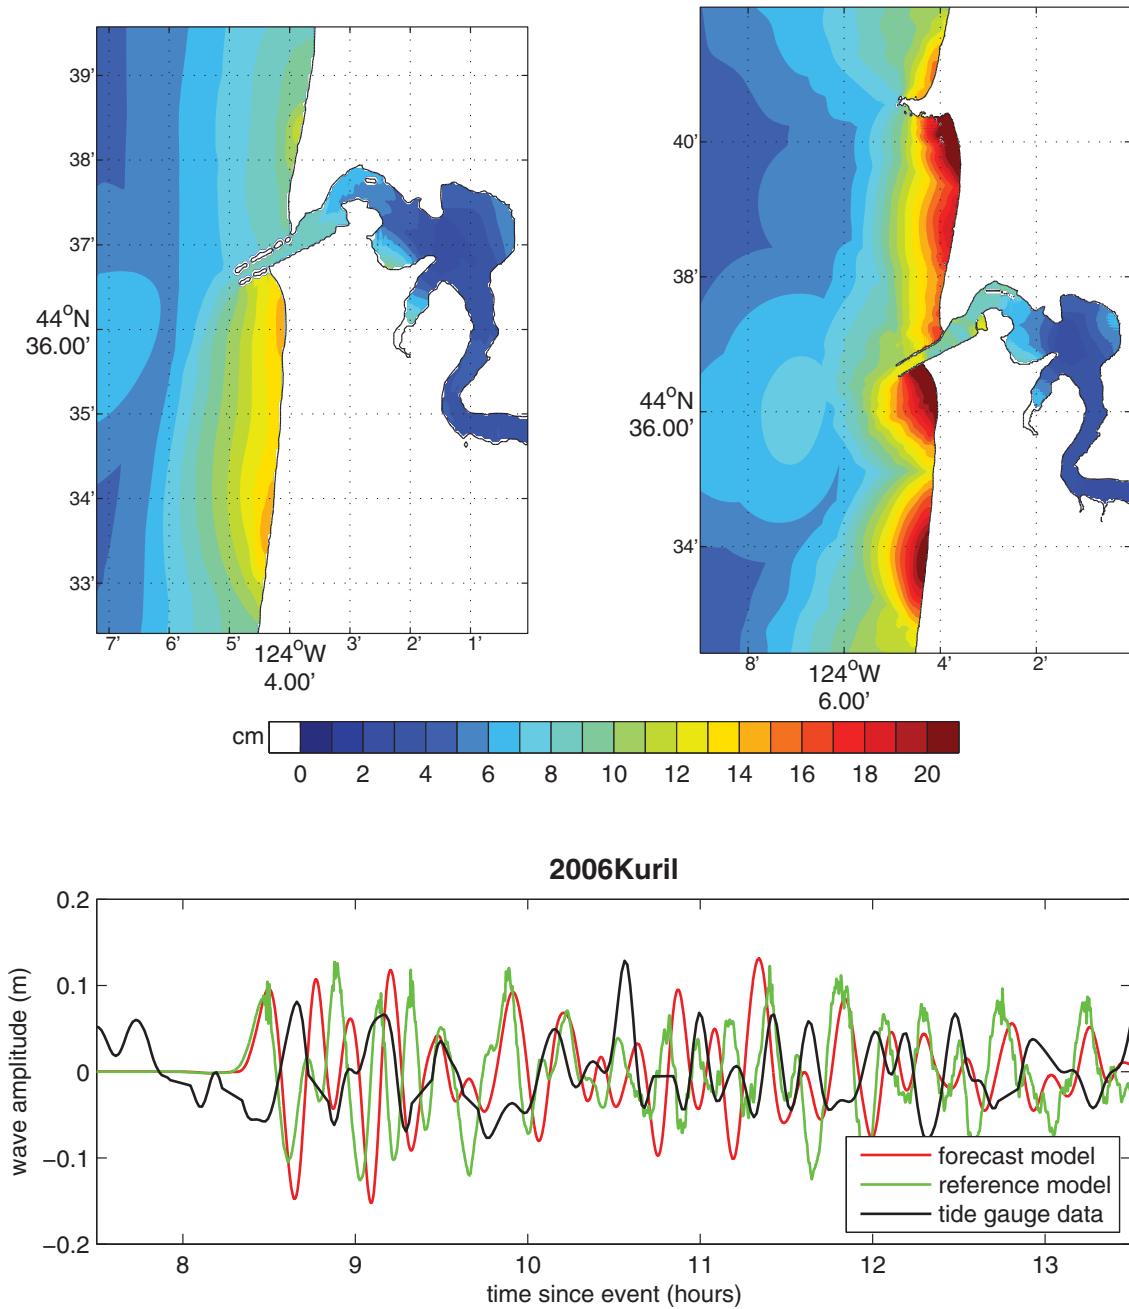 39'
38'
37'
44°N
36.00'
35'
34'
33'
7' 6' 5' 124°W 3' 2' 1'
4.00'
40'
38'
44°N
36.00'
34'
8' 124°W 4' 2'
6.00'
cm
0 2 4 6 8 10 12 14 16 18 20
2006Kuril
wave amplitude (m)
0.2
0.1
0
−0.1
−0.2
forecast model
reference model
tide gauge data
8 9 10 11 12 13
time since event (hours)